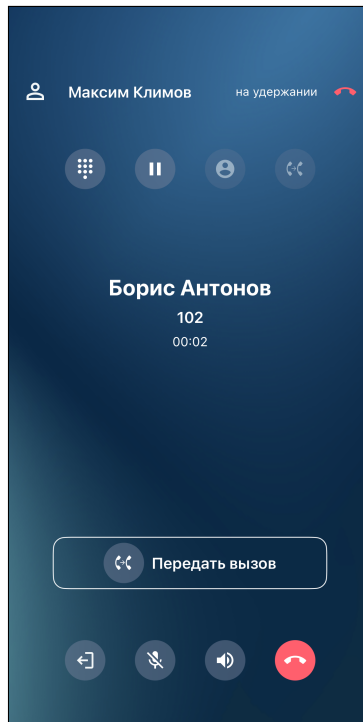 Максим Климов на удержании
Борис Антонов
102
00:02
Передать вызов